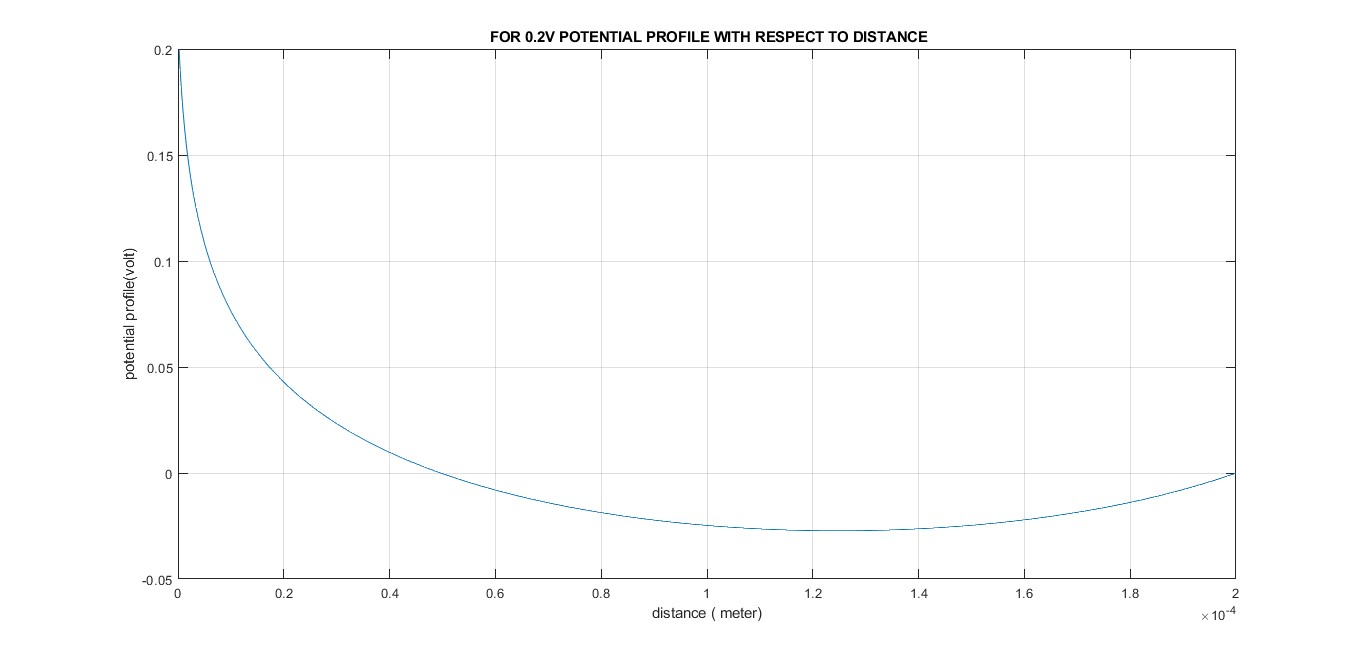 FOR 0.2V POTENTIAL PROFILE WITH RESPECT TO DISTANCE
0.2
0.15
0.1
0.05
0
-0.05
potential profile(volt)
0 0.2 0.4 0.6 0.8 1 1.2 1.4 1.6 1.8 2
distance ( meter)
×10⁻⁴